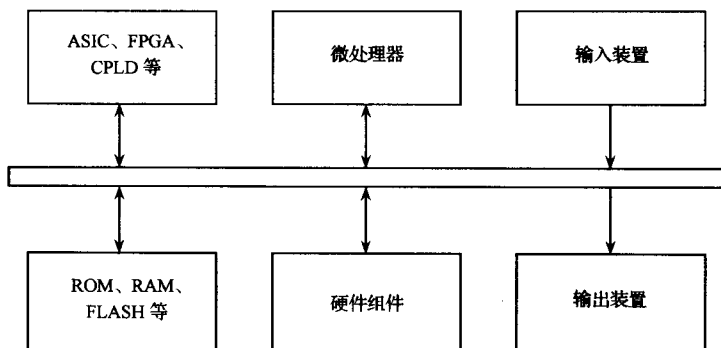 ASIC、FPGA、
CPLD 等
微处理器
输入装置
ROM、RAM、
FLASH 等
硬件组件
输出装置